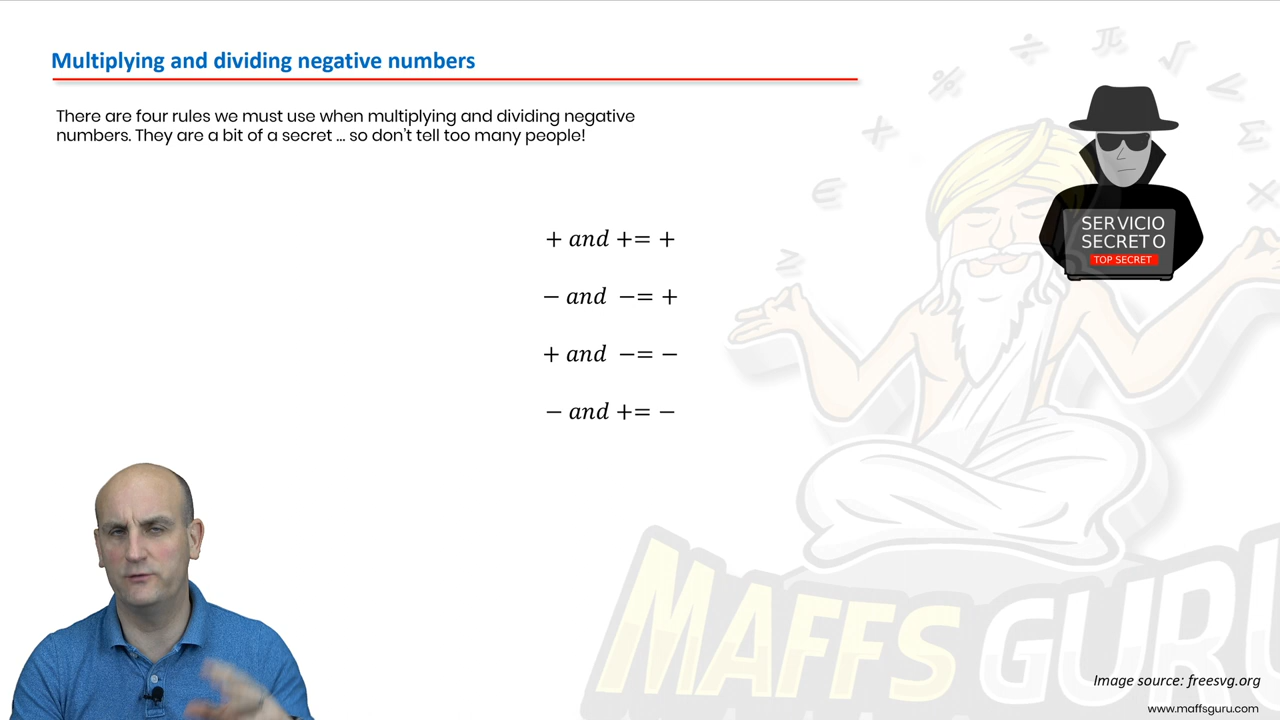 Multiplying and dividing negative numbers
There are four rules we must use when multiplying and dividing negative
numbers. They are a bit of a secret ... so don't tell too many people!
+ and += +
− and −= +
+ and −= −
− and += −
SERVICIO
SECRETO
TOP SECRET
MAFFS GURU
Image source: freesvg.org
www.maffsguru.com